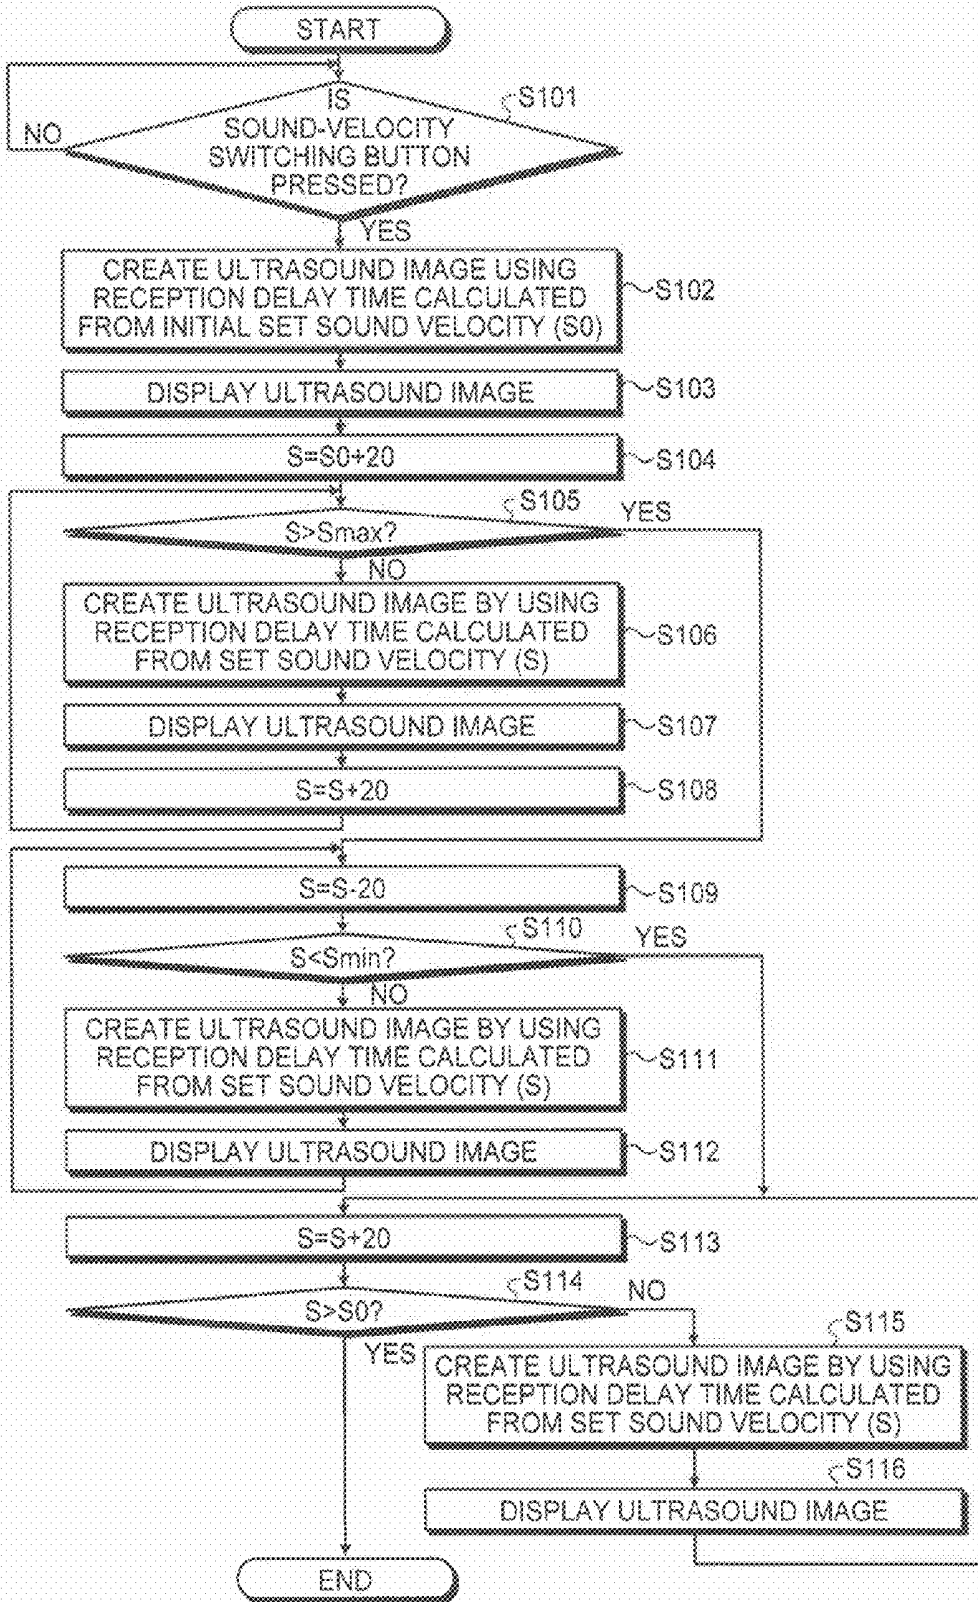 START
S101
IS
SOUND-VELOCITY
SWITCHING BUTTON
PRESSED?
NO
YES
CREATE ULTRASOUND IMAGE USING
RECEPTION DELAY TIME CALCULATED
FROM INITIAL SET SOUND VELOCITY (S0)
S102
DISPLAY ULTRASOUND IMAGE
S103
S=S0+20
S104
S105
S>Smax?
YES
NO
CREATE ULTRASOUND IMAGE BY USING
RECEPTION DELAY TIME CALCULATED
FROM SET SOUND VELOCITY (S)
S106
DISPLAY ULTRASOUND IMAGE
S107
S=S+20
S108
S=S-20
S109
S110
S<Smin?
YES
NO
CREATE ULTRASOUND IMAGE BY USING
RECEPTION DELAY TIME CALCULATED
FROM SET SOUND VELOCITY (S)
S111
DISPLAY ULTRASOUND IMAGE
S112
S=S+20
S113
S114
S>S0?
NO
YES
S115
CREATE ULTRASOUND IMAGE BY USING
RECEPTION DELAY TIME CALCULATED
FROM SET SOUND VELOCITY (S)
S116
DISPLAY ULTRASOUND IMAGE
END